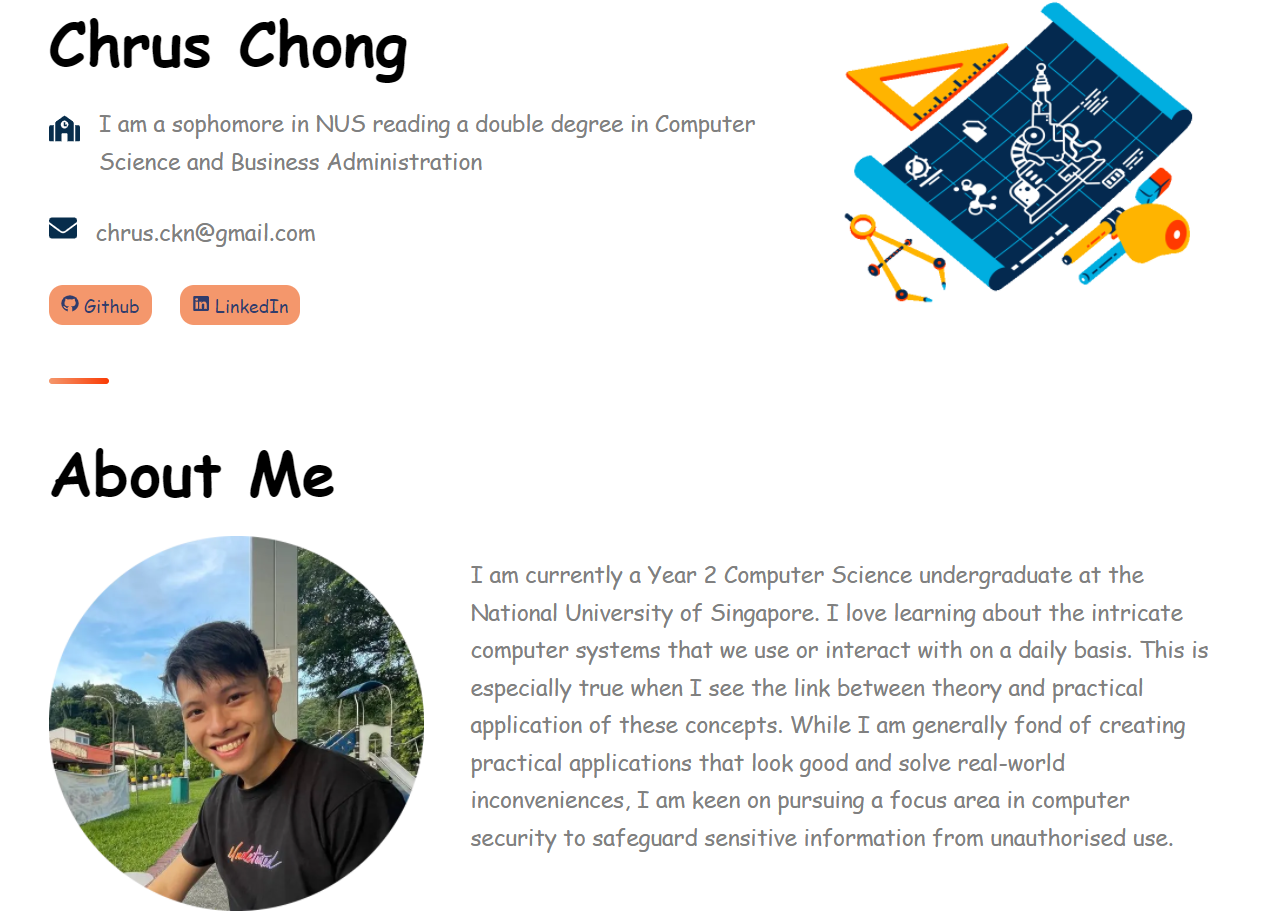 Chrus Chong
I am a sophomore in NUS reading a double degree in Computer
Science and Business Administration
chrus.ckn@gmail.com
Github
LinkedIn
About Me
I am currently a Year 2 Computer Science undergraduate at the
National University of Singapore. I love learning about the intricate
computer systems that we use or interact with on a daily basis. This is
especially true when I see the link between theory and practical
application of these concepts. While I am generally fond of creating
practical applications that look good and solve real-world
inconveniences, I am keen on pursuing a focus area in computer
security to safeguard sensitive information from unauthorised use.
Undefeated